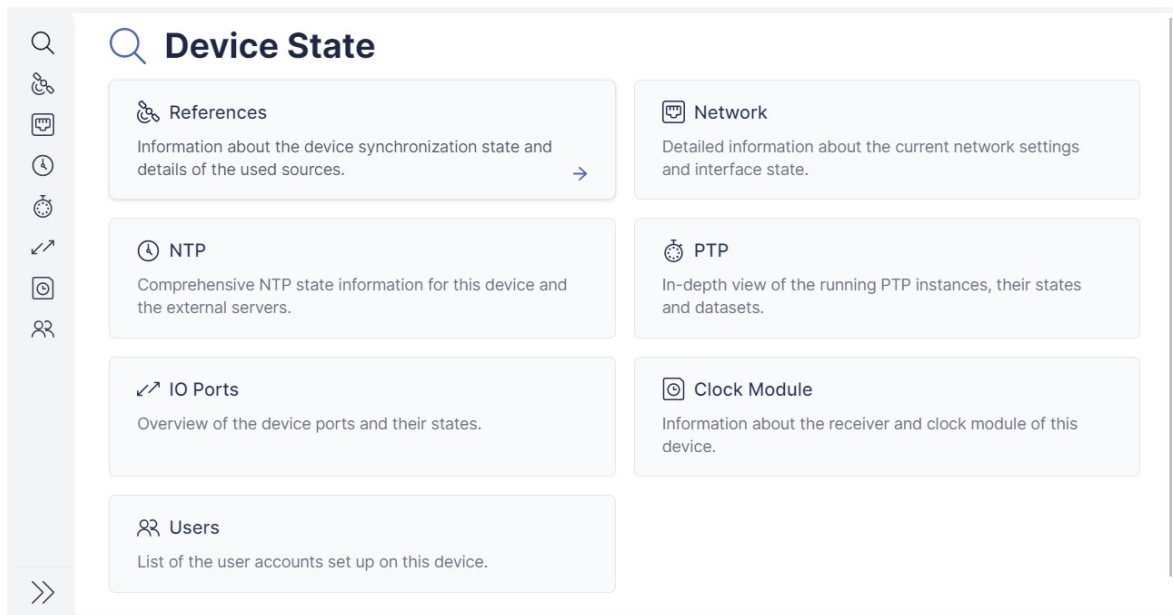 Device State
References
Information about the device synchronization state and
details of the used sources.
Network
Detailed information about the current network settings
and interface state.
NTP
Comprehensive NTP state information for this device and
the external servers.
PTP
In-depth view of the running PTP instances, their states
and datasets.
IO Ports
Overview of the device ports and their states.
Clock Module
Information about the receiver and clock module of this
device.
Users
List of the user accounts set up on this device.